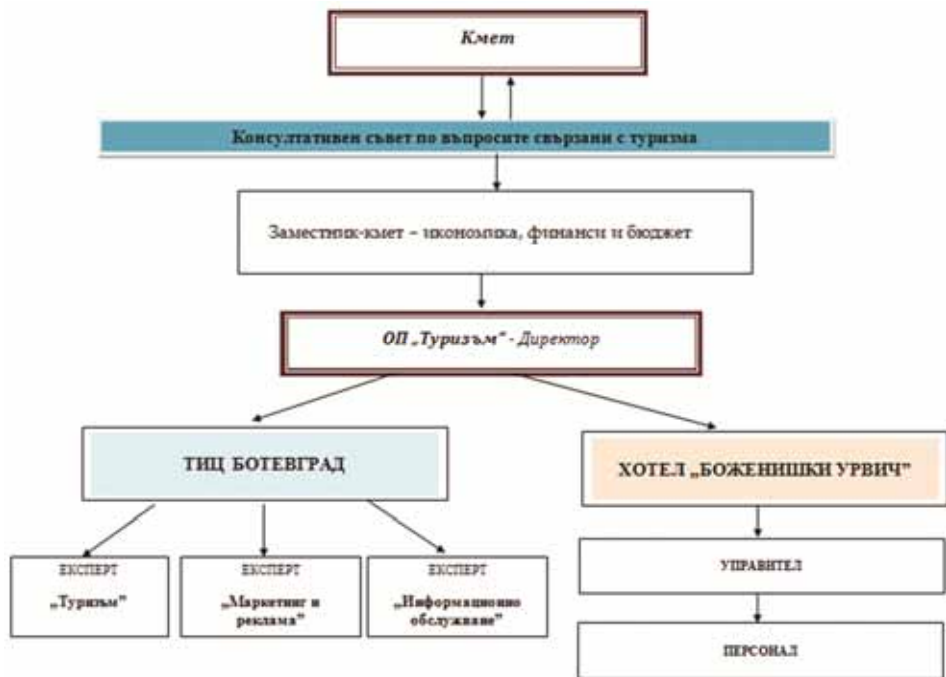 Кмет
Консултативен съвет по въпросите свързани с туризма
Заместник-кмет – икономика, финанси и бюджет
ОП „Туризъм“ - Директор
ТИЦ БОТЕВГРАД
ХОТЕЛ „БОЖЕНИШКИ УРВИЧ”
ЕКСПЕРТ
„Туризъм”
ЕКСПЕРТ
„Маркетинг и
реклама”
ЕКСПЕРТ
„Информационно
обслужване”
УПРАВИТЕЛ
ПЕРСОНАЛ